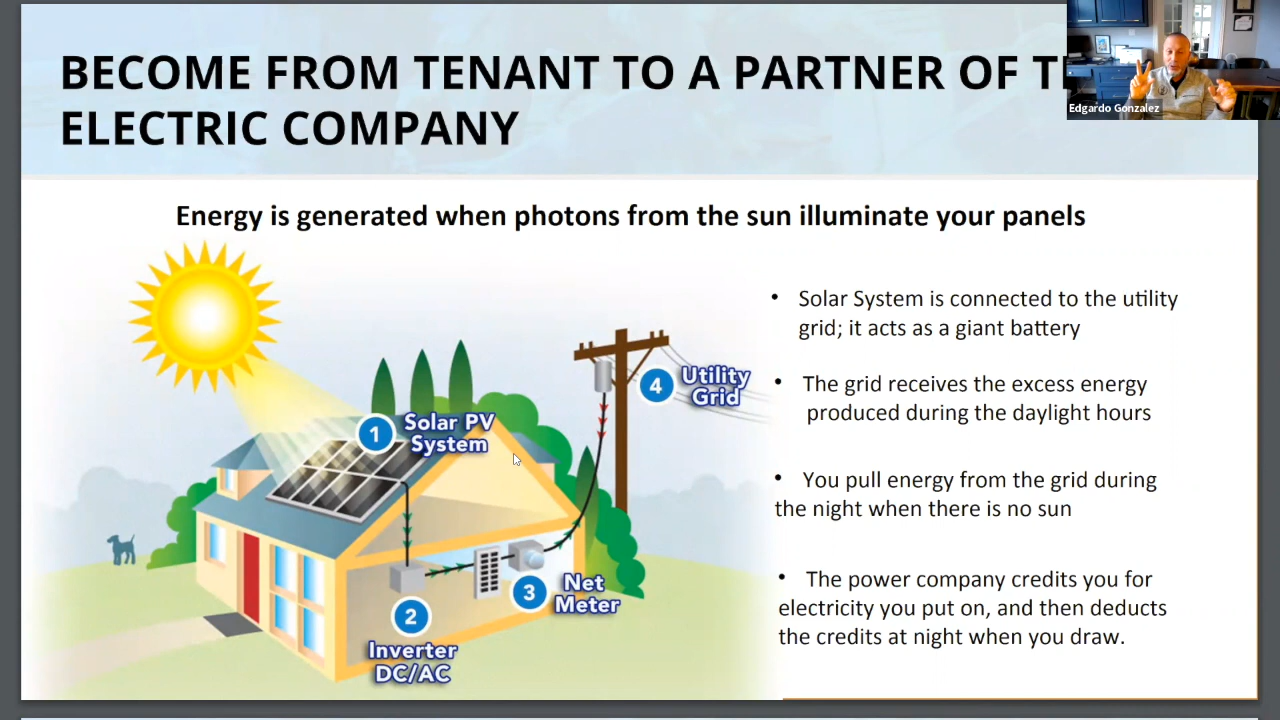 BECOME FROM TENANT TO A PARTNER OF
ELECTRIC COMPANY
Edgardo Gonzalez
Energy is generated when photons from the sun illuminate your panels
1
Solar PV
System
4
Utility
Grid
2
Inverter
DC/AC
3
Net
Meter
• Solar System is connected to the utility
grid; it acts as a giant battery
• The grid receives the excess energy
produced during the daylight hours
• You pull energy from the grid during
the night when there is no sun
• The power company credits you for
electricity you put on, and then deducts
the credits at night when you draw.